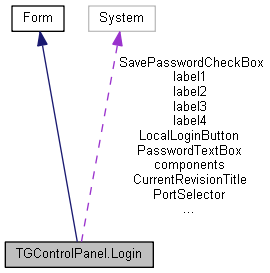 Form
System
SavePasswordCheckBox
label1
label2
label3
label4
LocalLoginButton
PasswordTextBox
components
CurrentRevisionTitle
PortSelector
...
TGControlPanel.Login